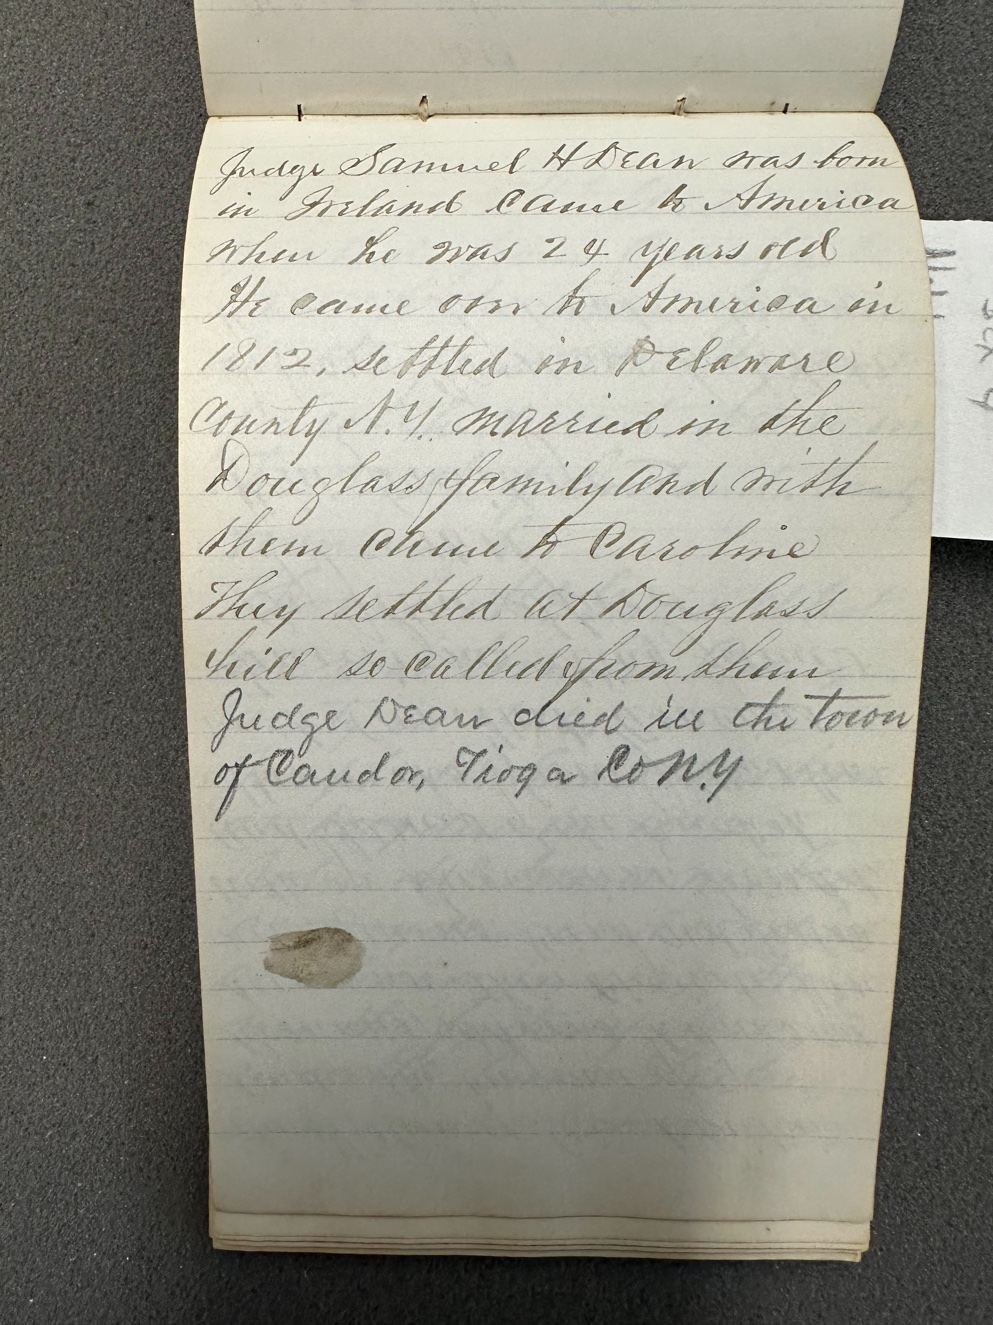 Judge Samuel H Dean was born
in Ireland Came to America
when he was 24 years old
He came over to America in
1812, settled in Delaware
County N.Y. married in the
Douglass family and with
them came to Caroline
They settled at Douglass
hill so called from them
Judge Dean died in the town
of Candor, Tioga Co N.Y